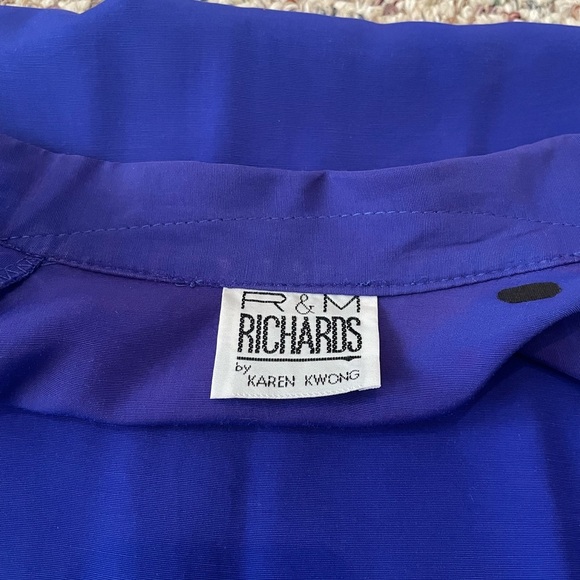 R&M
RICHARDS
by
KAREN KWONG